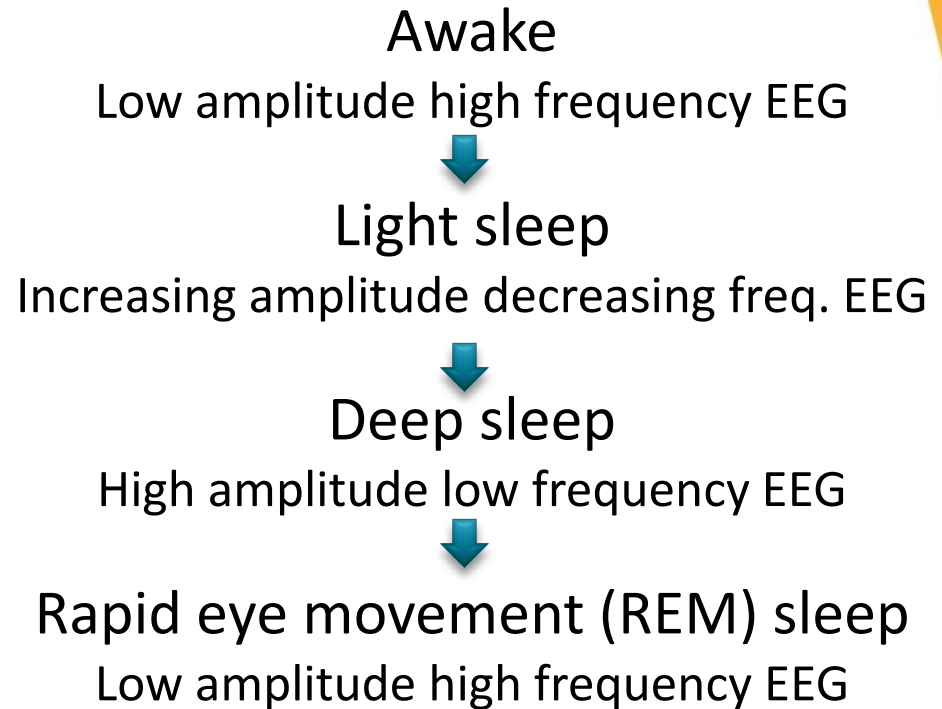 Awake
Low amplitude high frequency EEG
Light sleep
Increasing amplitude decreasing freq. EEG
Deep sleep
High amplitude low frequency EEG
Rapid eye movement (REM) sleep
Low amplitude high frequency EEG